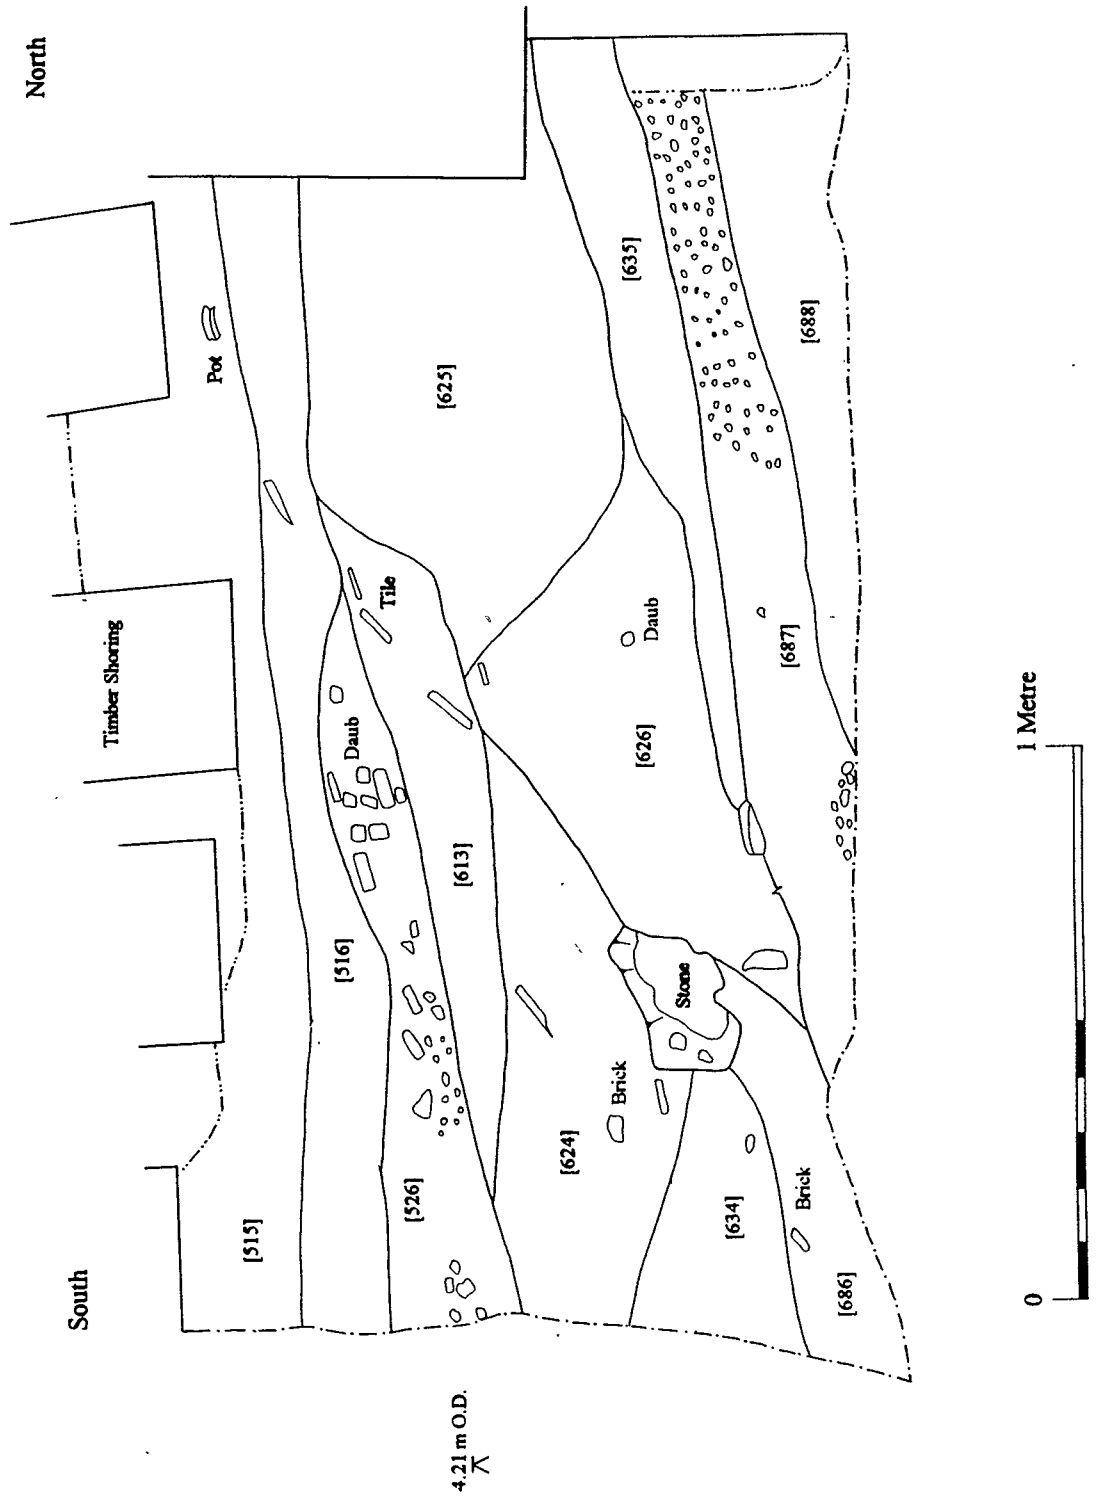 South
North
Timber Shoring
Pot
[515]
[516]
Daub
Tile
[625]
[526]
[613]
[635]
[624]
Brick
[626]
Daub
Stone
[634]
Brick
[687]
[688]
[686]
4.21 m O.D.
0
1 Metre